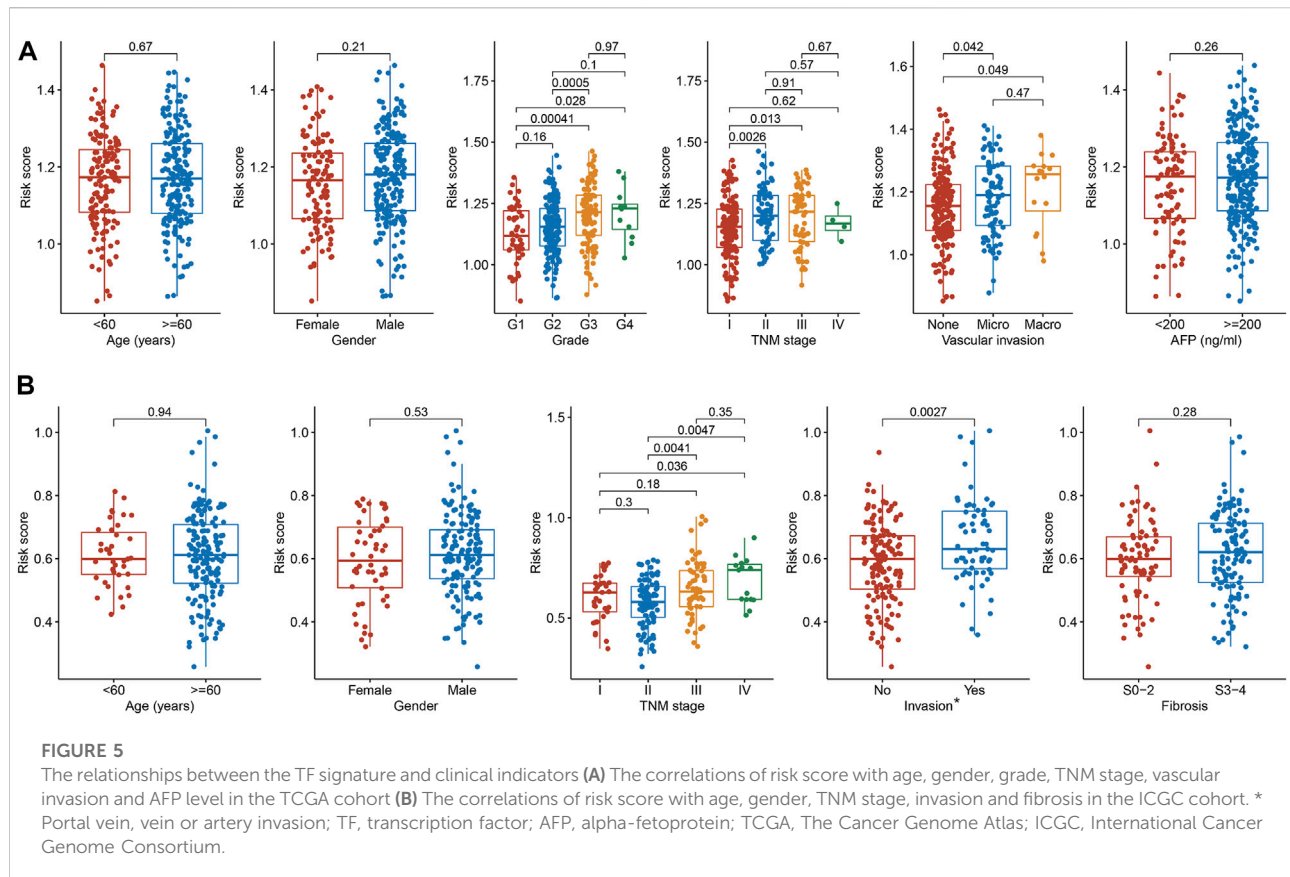 A
0.67
Risk score
1.4
1.2
1.0
<60
>=60
Age (years)
0.21
Risk score
1.4
1.2
1.0
Female
Male
Gender
0.97
0.1
0.0005
0.028
0.00041
0.16
Risk score
1.75
1.50
1.25
1.00
G1
G2
G3
G4
Grade
0.67
0.57
0.91
0.62
0.013
0.0026
Risk score
1.75
1.50
1.25
1.00
I
II
III
IV
TNM stage
0.042
0.049
0.47
Risk score
1.6
1.4
1.2
1.0
None
Micro
Macro
Vascular invasion
0.26
Risk score
1.4
1.2
1.0
<200
>=200
AFP (ng/ml)
B
0.94
Risk score
1.0
0.8
0.6
0.4
<60
>=60
Age (years)
0.53
Risk score
1.0
0.8
0.6
0.4
Female
Male
Gender
0.35
0.0047
0.0041
0.036
0.18
0.3
Risk score
1.5
1.0
0.5
I
II
III
IV
TNM stage
0.0027
Risk score
1.0
0.8
0.6
0.4
No
Yes
Invasion*
0.28
Risk score
1.0
0.8
0.6
0.4
S0−2
S3−4
Fibrosis
FIGURE 5
The relationships between the TF signature and clinical indicators (A) The correlations of risk score with age, gender, grade, TNM stage, vascular
invasion and AFP level in the TCGA cohort (B) The correlations of risk score with age, gender, TNM stage, invasion and fibrosis in the ICGC cohort. *
Portal vein, vein or artery invasion; TF, transcription factor; AFP, alpha-fetoprotein; TCGA, The Cancer Genome Atlas; ICGC, International Cancer
Genome Consortium.